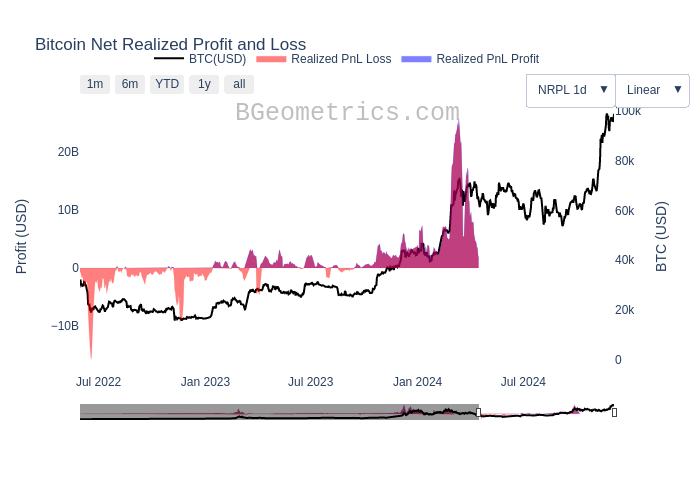 Bitcoin Net Realized Profit and Loss
BTC(USD) Realized PnL Loss Realized PnL Profit
1m 6m YTD 1y all NRPL 1d ▼ Linear ▼
BGeometrics.com
100k
20B
80k
10B
60k
0
40k
−10B
20k
0
Profit (USD)
BTC (USD)
Jul 2022 Jan 2023 Jul 2023 Jan 2024 Jul 2024